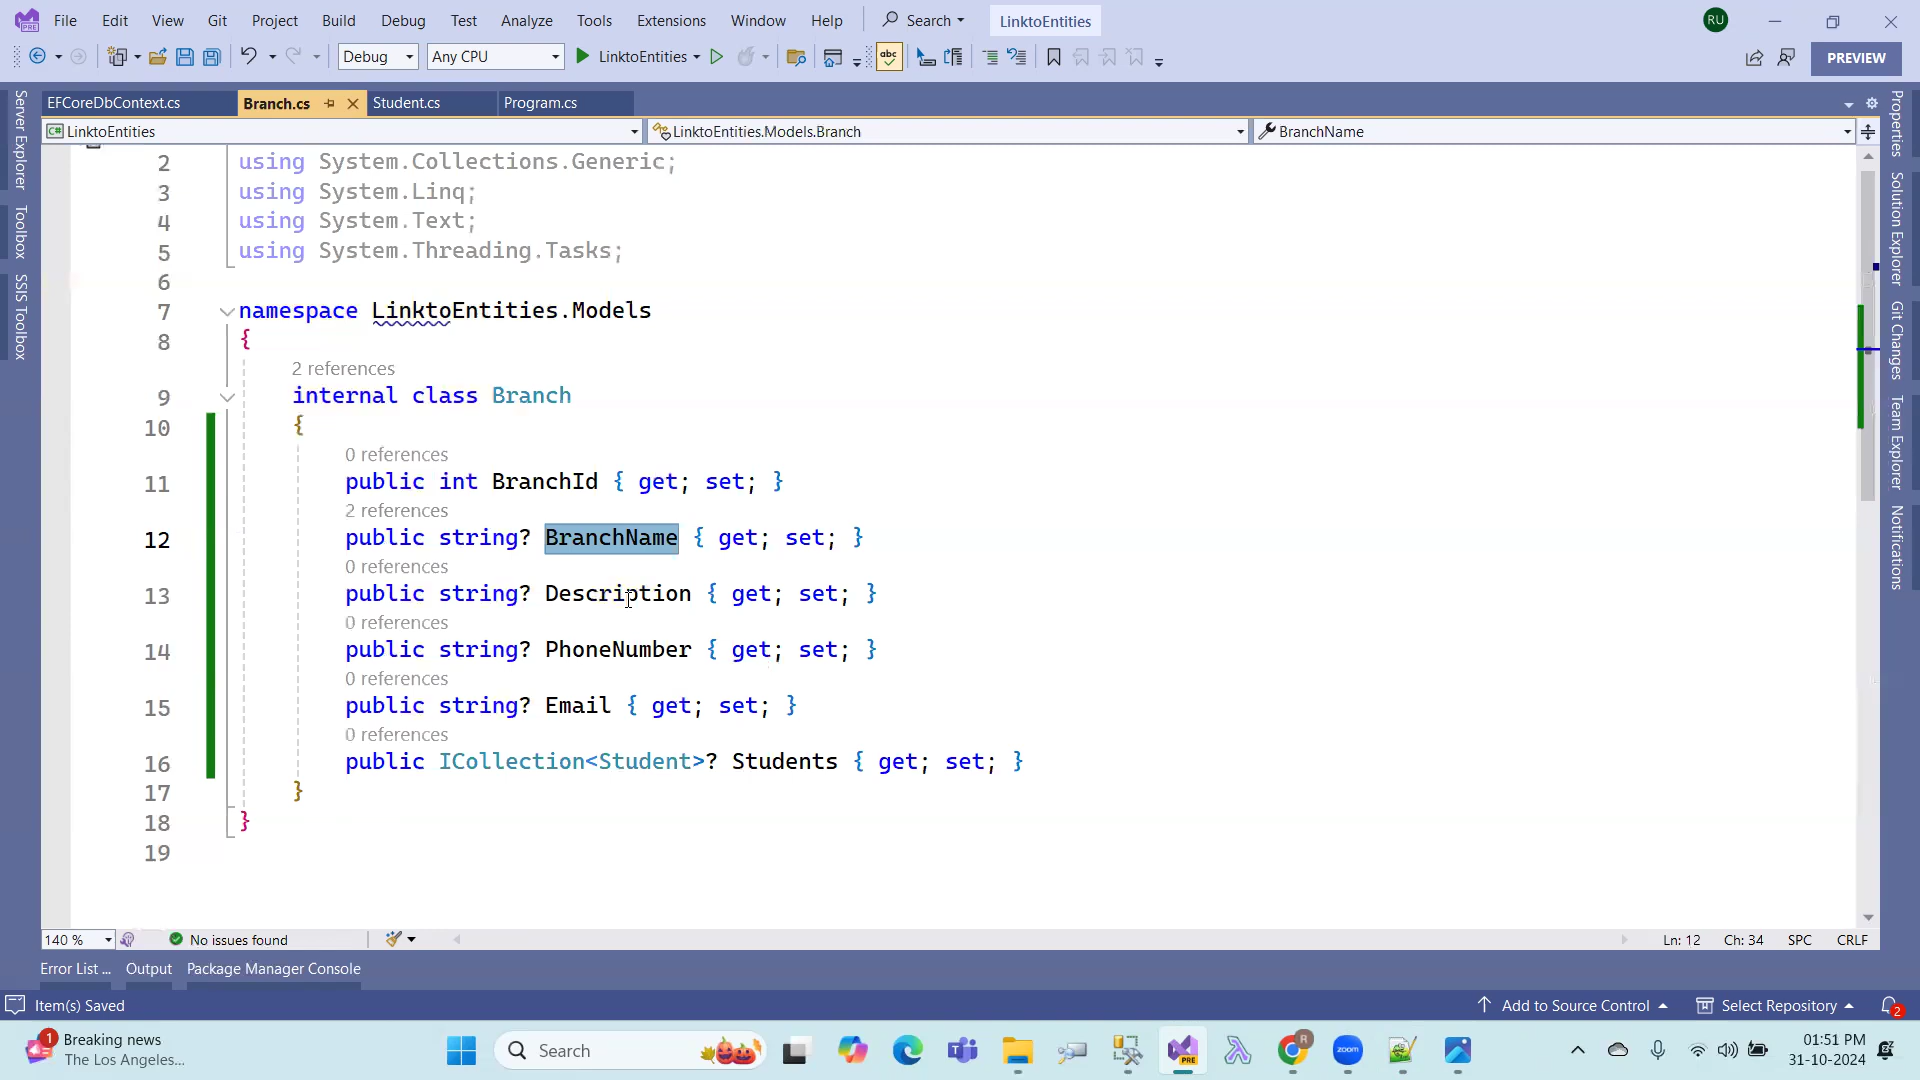 File Edit View Git Project Build Debug Test Analyze Tools Extensions Window Help Search LinktoEntities RU
Debug Any CPU LinktoEntities abc PREVIEW
EFCoreDbContext.cs Branch.cs Student.cs Program.cs
C# LinktoEntities LinktoEntities.Models.Branch BranchName
Server Explorer
Toolbox
SSIS Toolbox
2 using System.Collections.Generic;
3 using System.Linq;
4 using System.Text;
5 using System.Threading.Tasks;
6
7 namespace LinktoEntities.Models
8 {
2 references
9 internal class Branch
10 {
0 references
11 public int BranchId { get; set; }
2 references
12 public string? BranchName { get; set; }
0 references
13 public string? Description { get; set; }
0 references
14 public string? PhoneNumber { get; set; }
0 references
15 public string? Email { get; set; }
0 references
16 public ICollection<Student>? Students { get; set; }
17 }
18 }
19
Properties
Solution Explorer
Git Changes
Team Explorer
Notifications
140 % No issues found Ln: 12 Ch: 34 SPC CRLF
Error List ... Output Package Manager Console
Item(s) Saved Add to Source Control Select Repository 2
1 Breaking news
The Los Angeles...
Search
PRE R zoom
01:51 PM
31-10-2024